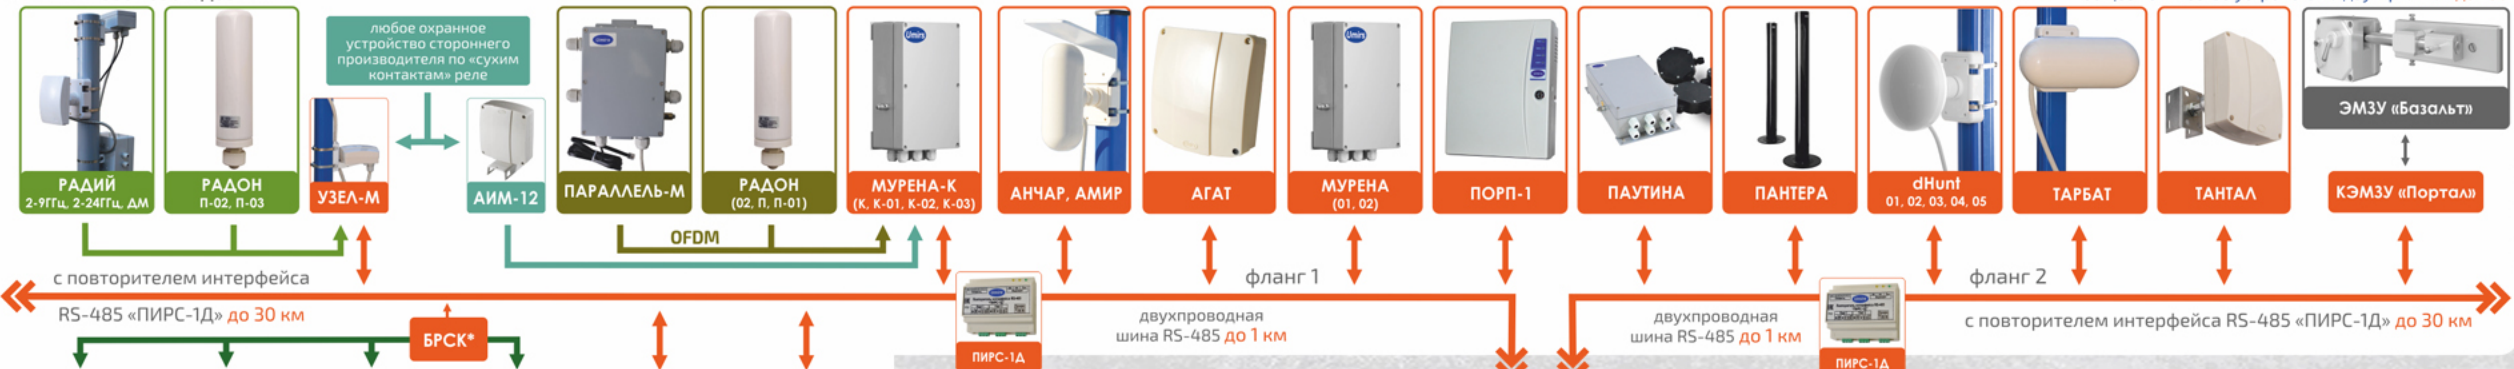 любое охранное
устройство стороннего
производителя по «сухим
контактам» реле
РАДИЙ
2-9ГГц, 2-24ГГц, ДМ
РАДОН
П-02, П-03
УЗЕЛ-М
АИМ-12
ПАРАЛЛЕЛЬ-М
РАДОН
(02, П, П-01)
Umirs
МУРЕНА-К
(К, К-01, К-02, К-03)
АНЧАР, АМИР
АГАТ
Umirs
МУРЕНА
(01, 02)
ПОРП-1
ПАУТИНА
ПАНТЕРА
dHunt
01, 02, 03, 04, 05
ТАРБАТ
ТАНТАЛ
ЭМЗУ «Базальт»
КЭМЗУ «Портал»
OFDM
с повторителем интерфейса
RS-485 «ПИРС-1Д» до 30 км
БРСК*
ПИРС-1Д
фланг 1
двухпроводная
шина RS-485 до 1 км
фланг 2
двухпроводная
шина RS-485 до 1 км
ПИРС-1Д
с повторителем интерфейса RS-485 «ПИРС-1Д» до 30 км